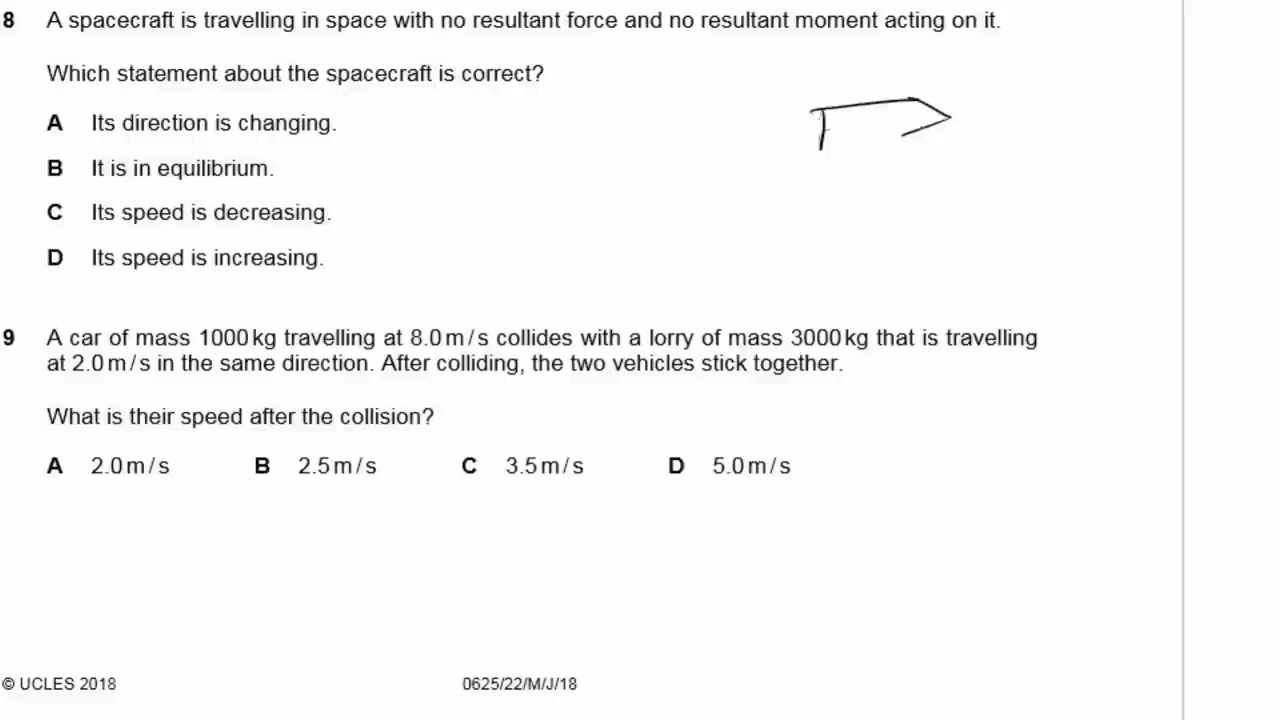 8 A spacecraft is travelling in space with no resultant force and no resultant moment acting on it.
Which statement about the spacecraft is correct?
A Its direction is changing.
B It is in equilibrium.
C Its speed is decreasing.
D Its speed is increasing.
9 A car of mass 1000 kg travelling at 8.0 m / s collides with a lorry of mass 3000 kg that is travelling
at 2.0 m / s in the same direction. After colliding, the two vehicles stick together.
What is their speed after the collision?
A 2.0 m / s B 2.5 m / s C 3.5 m / s D 5.0 m / s
© UCLES 2018 0625/22/M/J/18